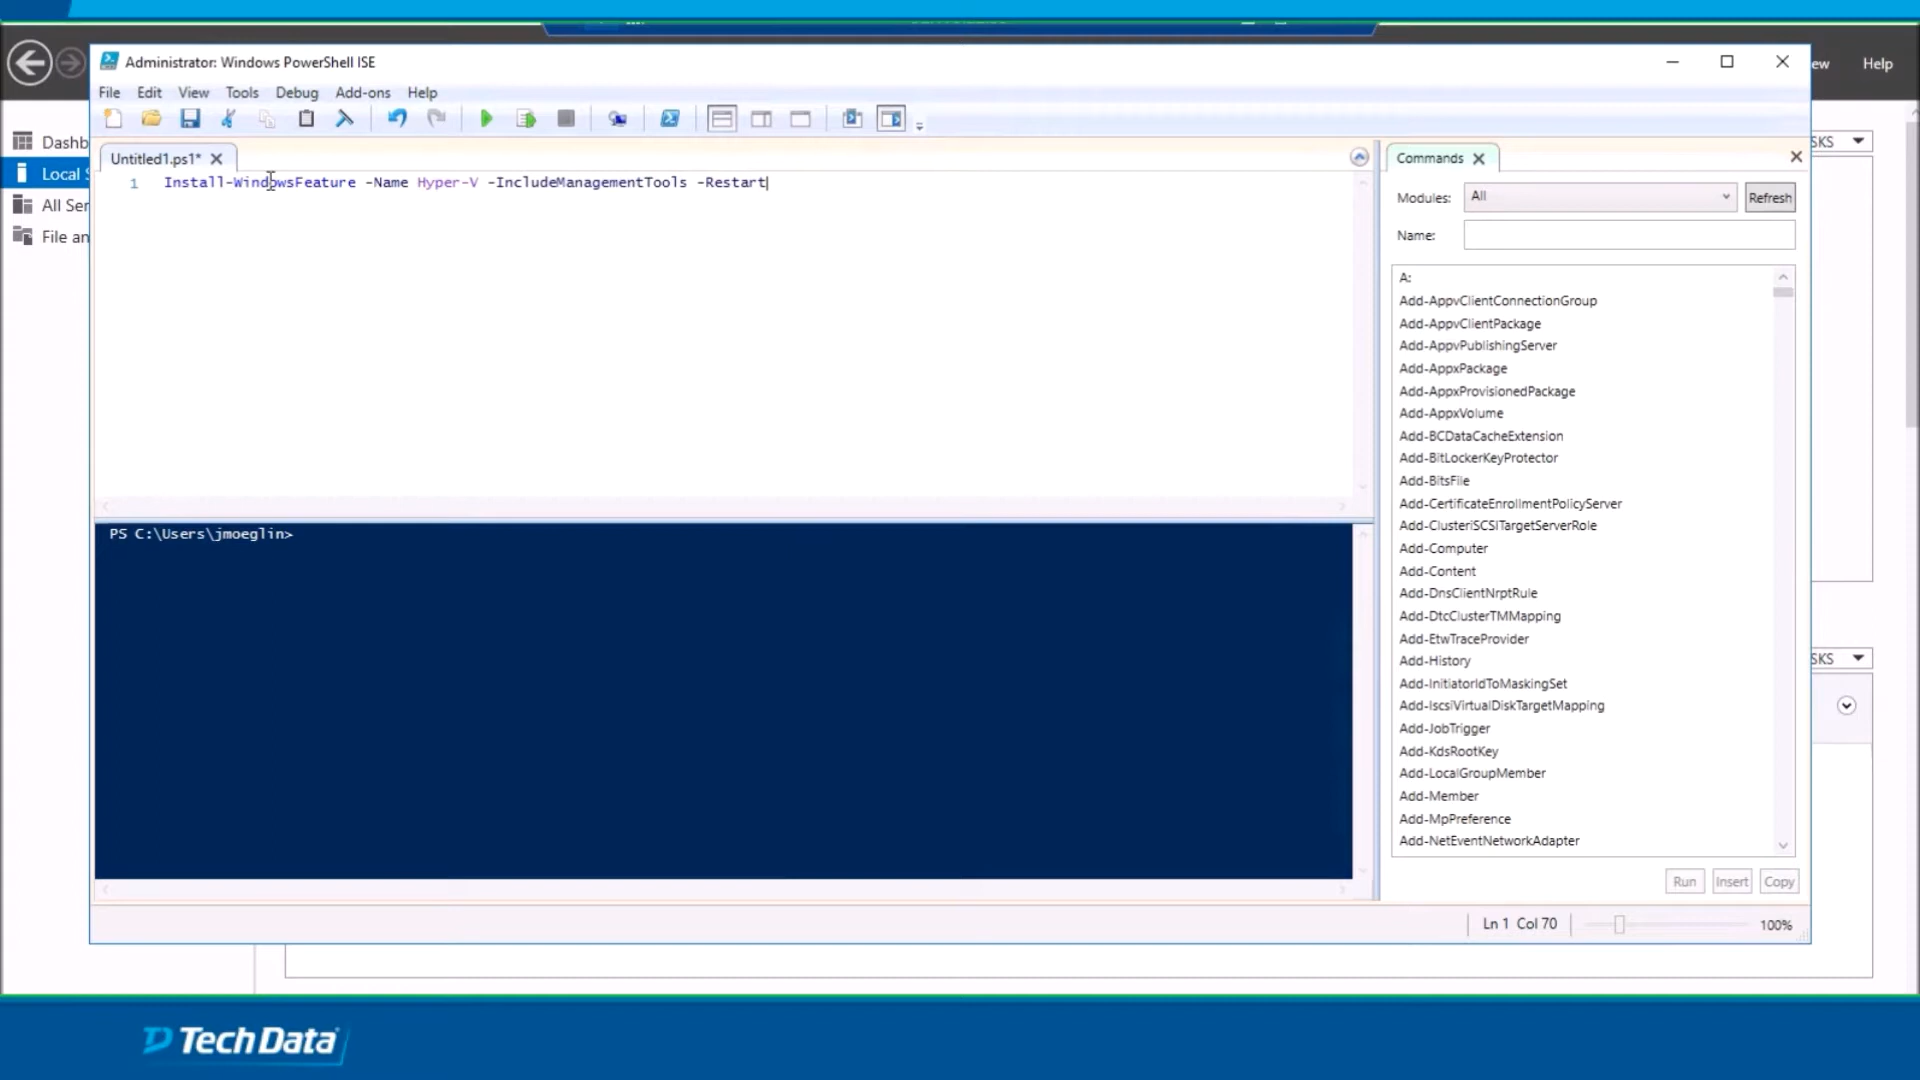 Administrator: Windows PowerShell ISE
ew Help
File Edit View Tools Debug Add-ons Help
Dashb
Local S
All Ser
File an
SKS
Untitled1.ps1*
1 Install-WindowsFeature -Name Hyper-V -IncludeManagementTools -Restart
PS C:\Users\jmoeglin>
Commands
Modules: All Refresh
Name:
A:
Add-AppvClientConnectionGroup
Add-AppvClientPackage
Add-AppvPublishingServer
Add-AppxPackage
Add-AppxProvisionedPackage
Add-AppxVolume
Add-BCDataCacheExtension
Add-BitLockerKeyProtector
Add-BitsFile
Add-CertificateEnrollmentPolicyServer
Add-ClusteriSCSITargetServerRole
Add-Computer
Add-Content
Add-DnsClientNrptRule
Add-DtcClusterTMMapping
Add-EtwTraceProvider
Add-History
Add-InitiatorIdToMaskingSet
Add-IscsiVirtualDiskTargetMapping
Add-JobTrigger
Add-KdsRootKey
Add-LocalGroupMember
Add-Member
Add-MpPreference
Add-NetEventNetworkAdapter
Run Insert Copy
SKS
Ln 1 Col 70 100%
Tech Data